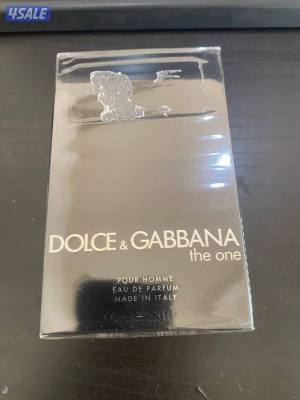 4SALE
DOLCE & GABBANA
the one
POUR HOMME
EAU DE PARFUM
MADE IN ITALY